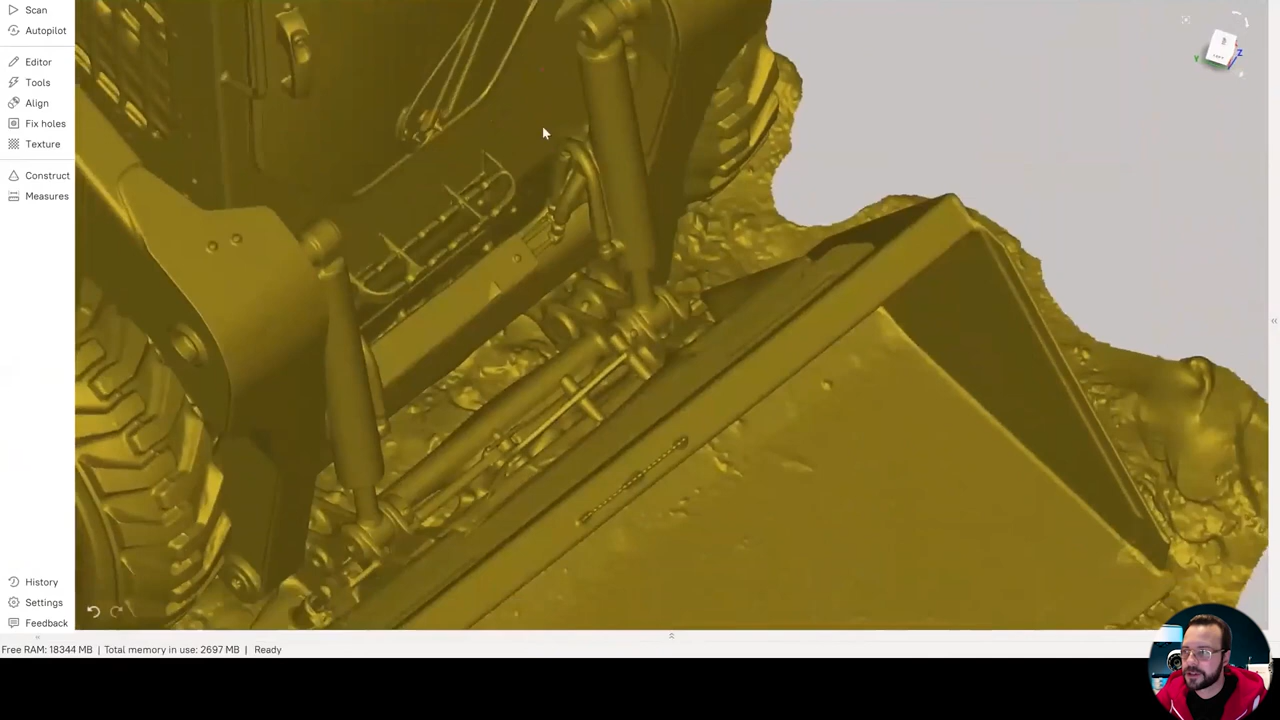 Scan
Autopilot
Editor
Tools
Align
Fix holes
Texture
Construct
Measures
History
Settings
Feedback
Free RAM: 18344 MB | Total memory in use: 2697 MB | Ready
Y
Z